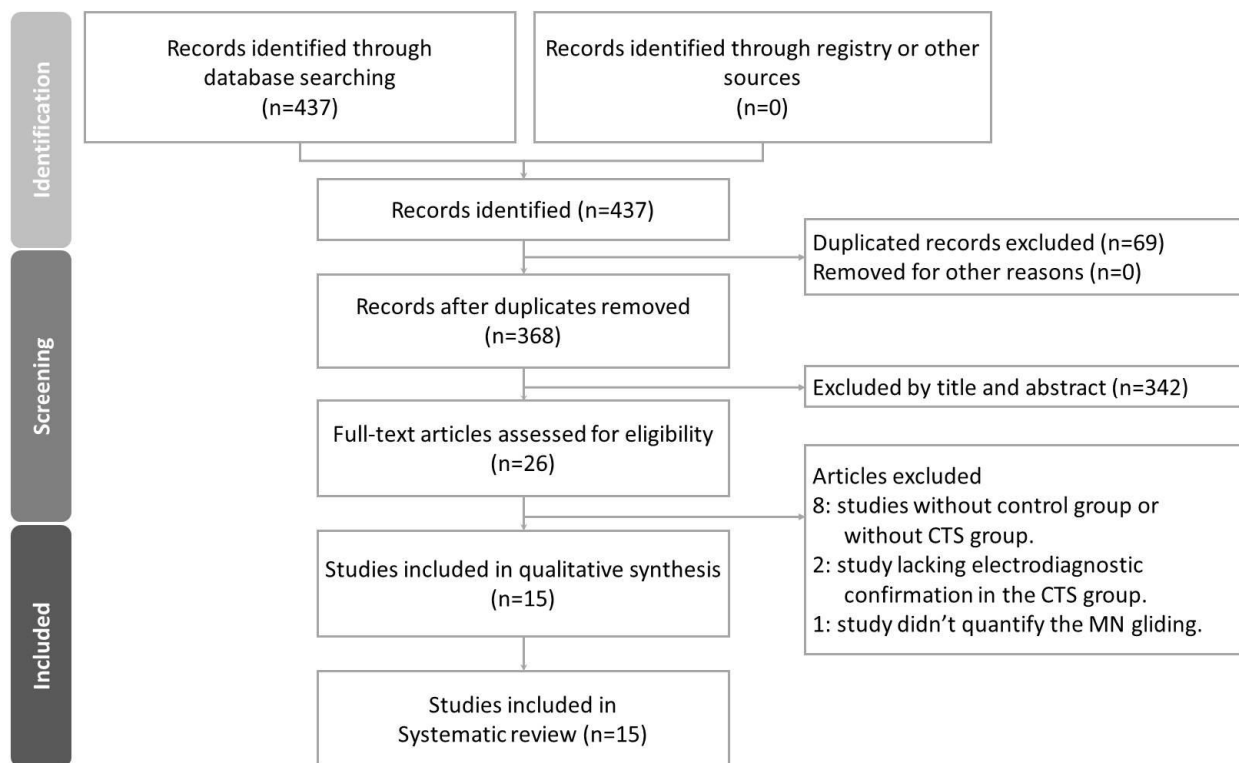 Identification
Records identified through
database searching
(n=437)
Records identified through registry or other
sources
(n=0)
Records identified (n=437)
Duplicated records excluded (n=69)
Removed for other reasons (n=0)
Screening
Records after duplicates removed
(n=368)
Excluded by title and abstract (n=342)
Full-text articles assessed for eligibility
(n=26)
Articles excluded
8: studies without control group or
without CTS group.
2: study lacking electrodiagnostic
confirmation in the CTS group.
1: study didn’t quantify the MN gliding.
Included
Studies included in qualitative synthesis
(n=15)
Studies included in
Systematic review (n=15)